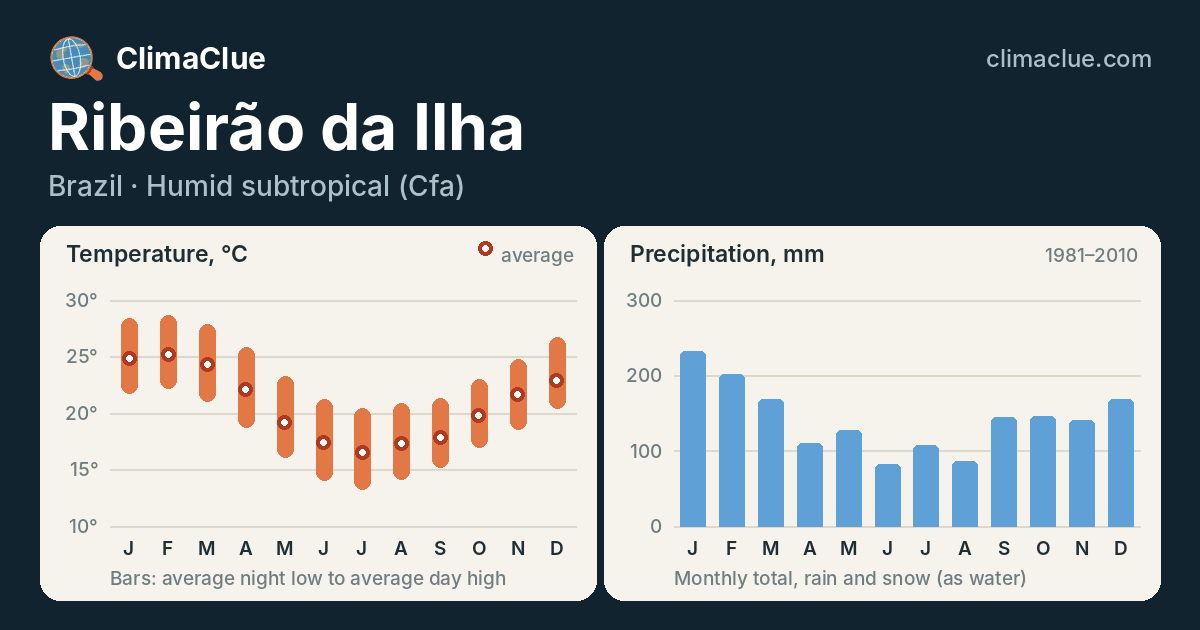 ClimaClue
climaclue.com
Ribeirão da Ilha
Brazil · Humid subtropical (Cfa)
Temperature, °C
average
30°
25°
20°
15°
10°
J F M A M J J A S O N D
Bars: average night low to average day high
Precipitation, mm
1981–2010
300
200
100
0
J F M A M J J A S O N D
Monthly total, rain and snow (as water)